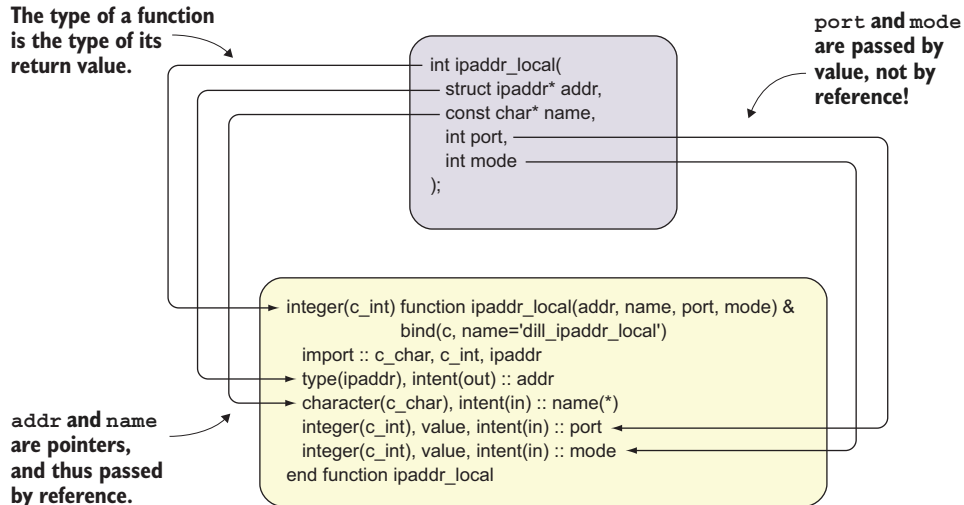 The type of a function
is the type of its
return value.
port and mode
are passed by
value, not by
reference!
int ipaddr_local(
struct ipaddr* addr,
const char* name,
int port,
int mode
);
integer(c_int) function ipaddr_local(addr, name, port, mode) &
bind(c, name='dill_ipaddr_local')
import :: c_char, c_int, ipaddr
type(ipaddr), intent(out) :: addr
character(c_char), intent(in) :: name(*)
integer(c_int), value, intent(in) :: port
integer(c_int), value, intent(in) :: mode
end function ipaddr_local
addr and name
are pointers,
and thus passed
by reference.